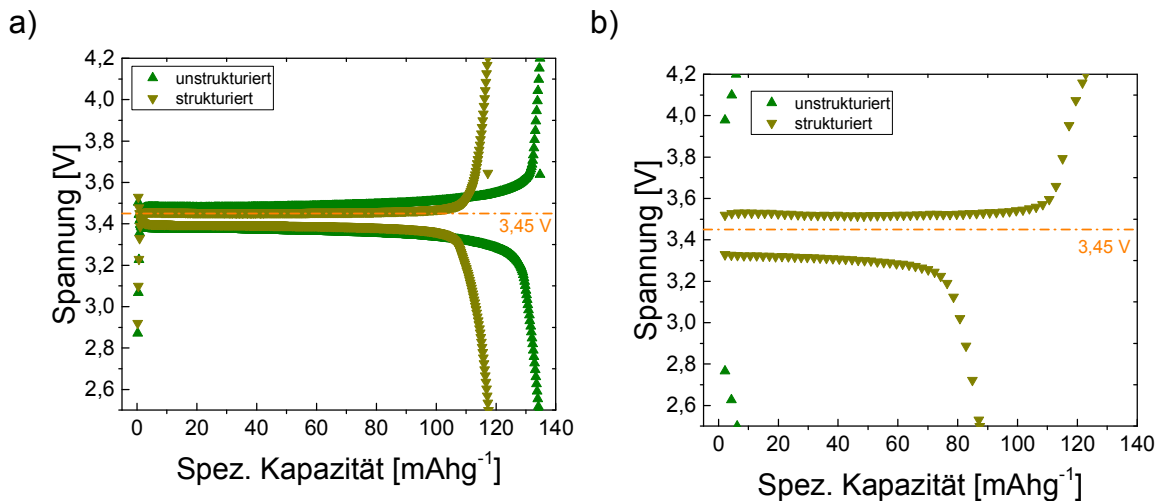 a)
4,2
4,0
3,8
3,6
3,4
3,2
3,0
2,8
2,6
Spannung [V]
unstrukturiert
strukturiert
3,45 V
0 20 40 60 80 100 120 140
Spez. Kapazität [mAhg⁻¹]
b)
4,2
4,0
3,8
3,6
3,4
3,2
3,0
2,8
2,6
Spannung [V]
unstrukturiert
strukturiert
3,45 V
0 20 40 60 80 100 120 140
Spez. Kapazität [mAhg⁻¹]